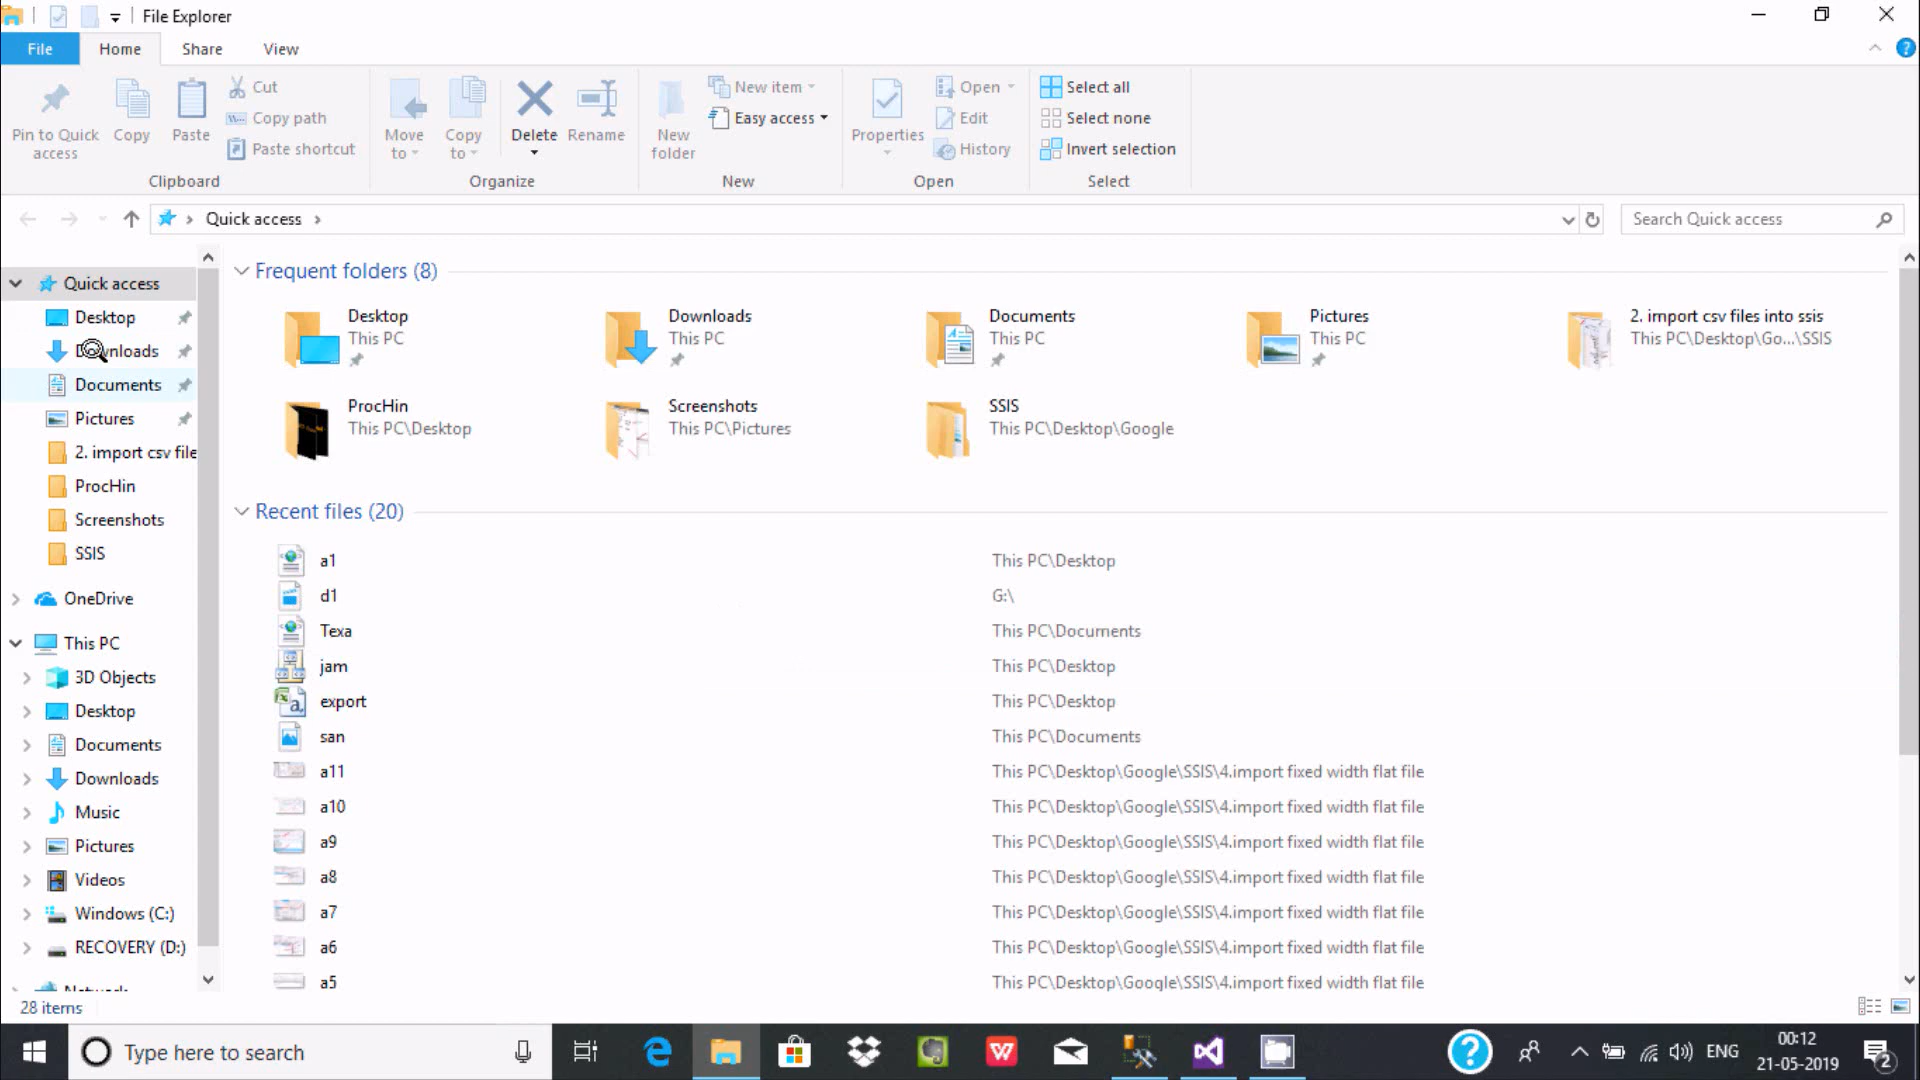 File Explorer
File Home Share View
Pin to Quick access
Copy
Paste
Cut
Copy path
Paste shortcut
Clipboard
Move to
Copy to
Delete
Rename
Organize
New folder
New item
Easy access
New
Properties
Open
Edit
History
Open
Select all
Select none
Invert selection
Select
Quick access
Search Quick access
Quick access
Desktop
Downloads
Documents
Pictures
2. import csv file
ProcHin
Screenshots
SSIS
OneDrive
This PC
3D Objects
Desktop
Documents
Downloads
Music
Pictures
Videos
Windows (C:)
RECOVERY (D:)
Network
Frequent folders (8)
Desktop
This PC
Downloads
This PC
Documents
This PC
Pictures
This PC
2. import csv files into ssis
This PC\Desktop\Go...\SSIS
ProcHin
This PC\Desktop
Screenshots
This PC\Pictures
SSIS
This PC\Desktop\Google
Recent files (20)
a1 This PC\Desktop
d1 G:\
Texa This PC\Documents
jam This PC\Desktop
export This PC\Desktop
san This PC\Documents
a11 This PC\Desktop\Google\SSIS\4.import fixed width flat file
a10 This PC\Desktop\Google\SSIS\4.import fixed width flat file
a9 This PC\Desktop\Google\SSIS\4.import fixed width flat file
a8 This PC\Desktop\Google\SSIS\4.import fixed width flat file
a7 This PC\Desktop\Google\SSIS\4.import fixed width flat file
a6 This PC\Desktop\Google\SSIS\4.import fixed width flat file
a5 This PC\Desktop\Google\SSIS\4.import fixed width flat file
28 items
Type here to search
ENG
00:12
21-05-2019
2